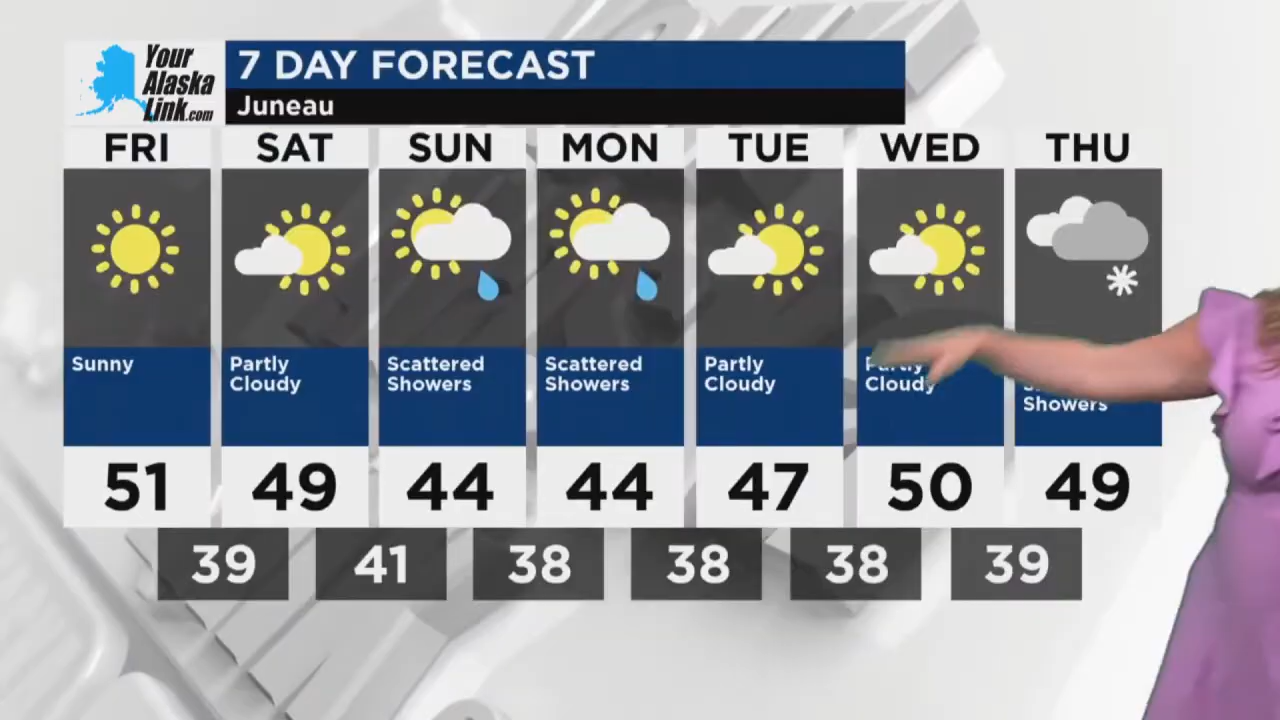 Your
Alaska
Link.com
7 DAY FORECAST
Juneau
FRI SAT SUN MON TUE WED THU
Sunny
Partly
Cloudy
Scattered
Showers
Scattered
Showers
Partly
Cloudy
Partly
Cloudy
Showers
51 49 44 44 47 50 49
39 41 38 38 38 39